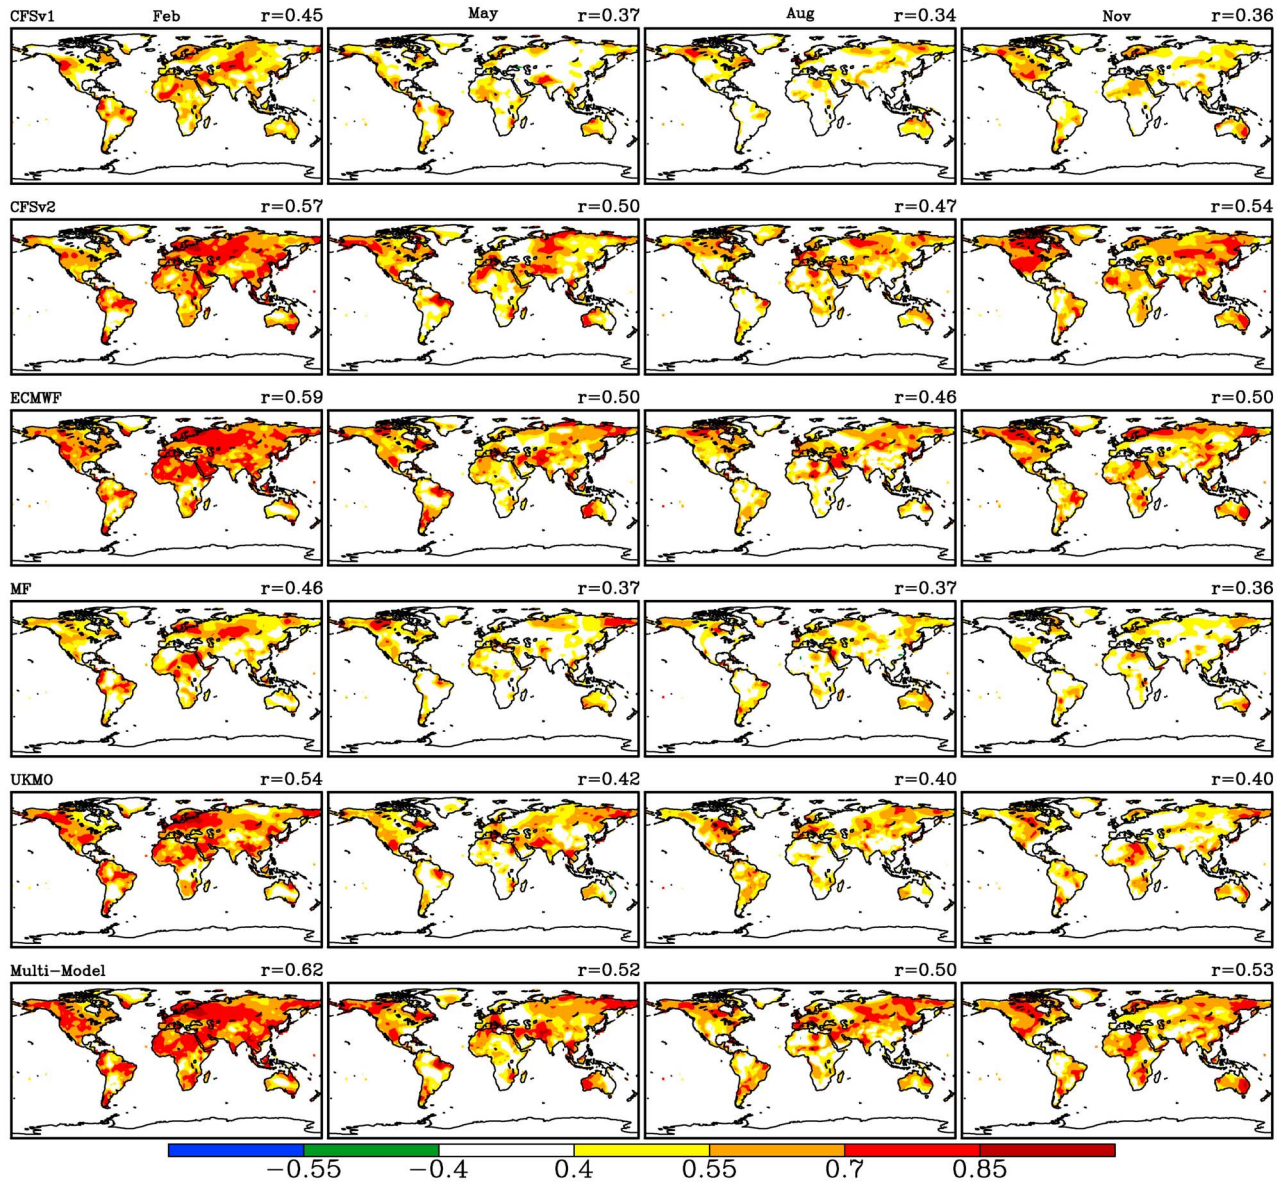 CFSv1 Feb r=0.45 May r=0.37 Aug r=0.34 Nov r=0.36
CFSv2 r=0.57 r=0.50 r=0.47 r=0.54
ECMWF r=0.59 r=0.50 r=0.46 r=0.50
MF r=0.46 r=0.37 r=0.37 r=0.36
UKMO r=0.54 r=0.42 r=0.40 r=0.40
Multi-Model r=0.62 r=0.52 r=0.50 r=0.53
-0.55 -0.4 0.4 0.55 0.7 0.85